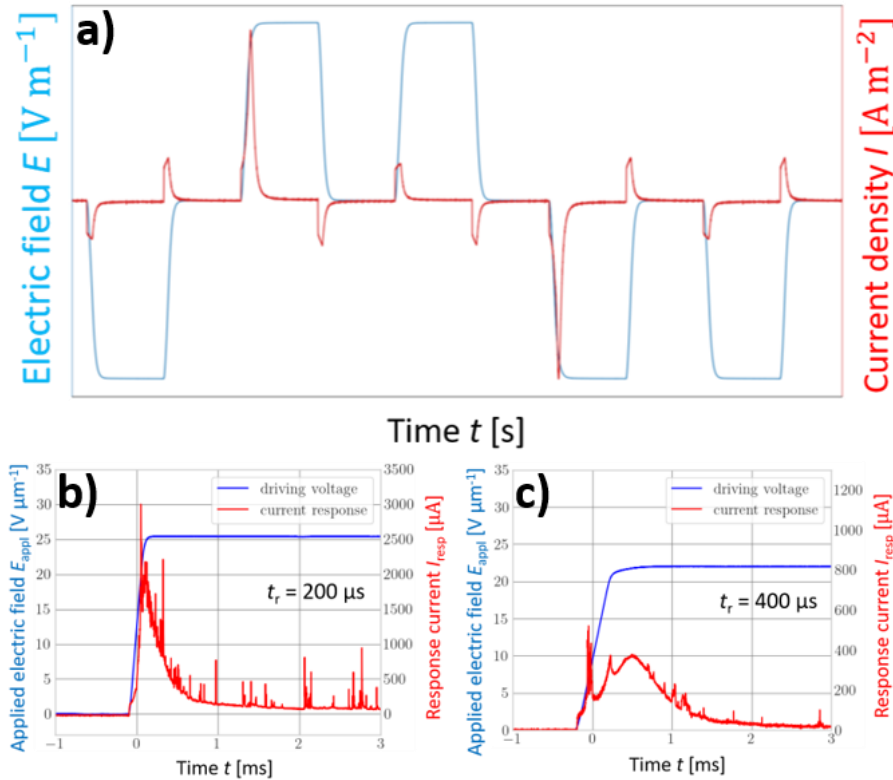 a)
Electric field E [V m⁻¹]
Current density I [A m⁻²]
Time t [s]
b)
Applied electric field E_appl [V μm⁻¹]
35
30
25
20
15
10
5
0
driving voltage
current response
t_r = 200 μs
3500
3000
2500
2000
1500
1000
500
0
Response current I_resp [μA]
-1
0
1
2
3
Time t [ms]
c)
Applied electric field E_appl [V μm⁻¹]
35
30
25
20
15
10
5
0
driving voltage
current response
t_r = 400 μs
1200
1000
800
600
400
200
0
Response current I_resp [μA]
-1
0
1
2
3
Time t [ms]